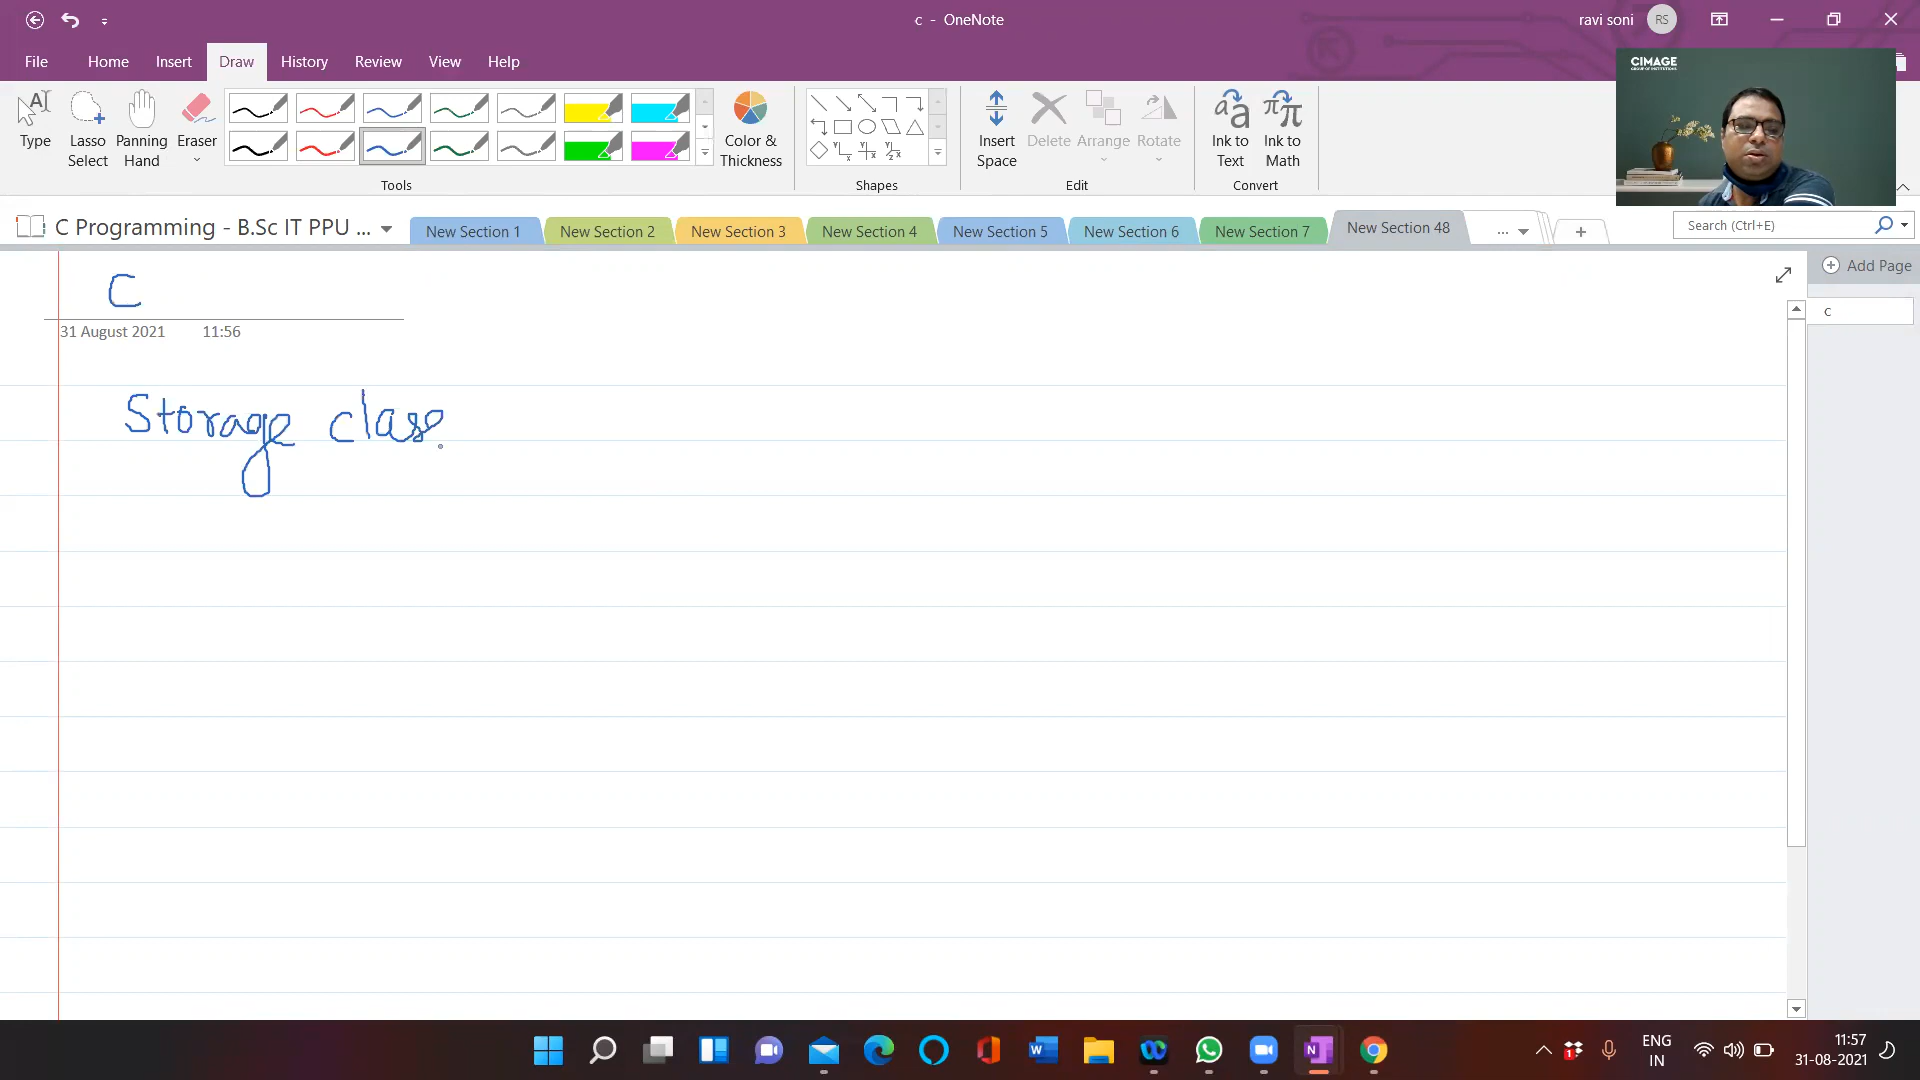 c - OneNote
ravi soni RS
File Home Insert Draw History Review View Help
CIMAGE
GROUP OF INSTITUTIONS
Type Lasso Select Panning Hand Eraser Color & Thickness Insert Space Delete Arrange Rotate Ink to Text Ink to Math
Tools Shapes Edit Convert
C Programming - B.Sc IT PPU ... New Section 1 New Section 2 New Section 3 New Section 4 New Section 5 New Section 6 New Section 7 New Section 48 ... + Search (Ctrl+E)
Add Page
C
c
31 August 2021 11:56
Storage class
ENG IN
11:57
31-08-2021